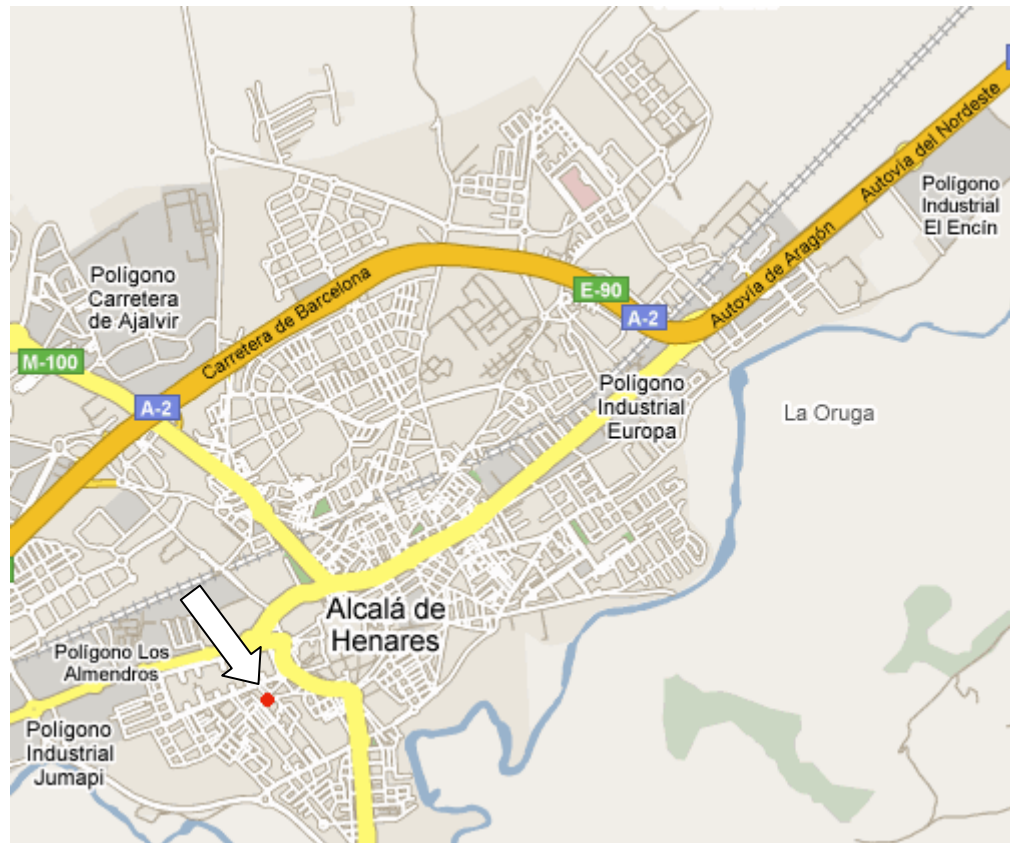 Autovía del Nordeste
Polígono
Industrial
El Encín
Autovía de Aragón
Polígono
Carretera
de Ajalvir
Carretera de Barcelona
E-90
A-2
M-100
A-2
Polígono
Industrial
Europa
La Oruga
Alcalá de
Henares
Polígono Los
Almendros
Polígono
Industrial
Jumapi